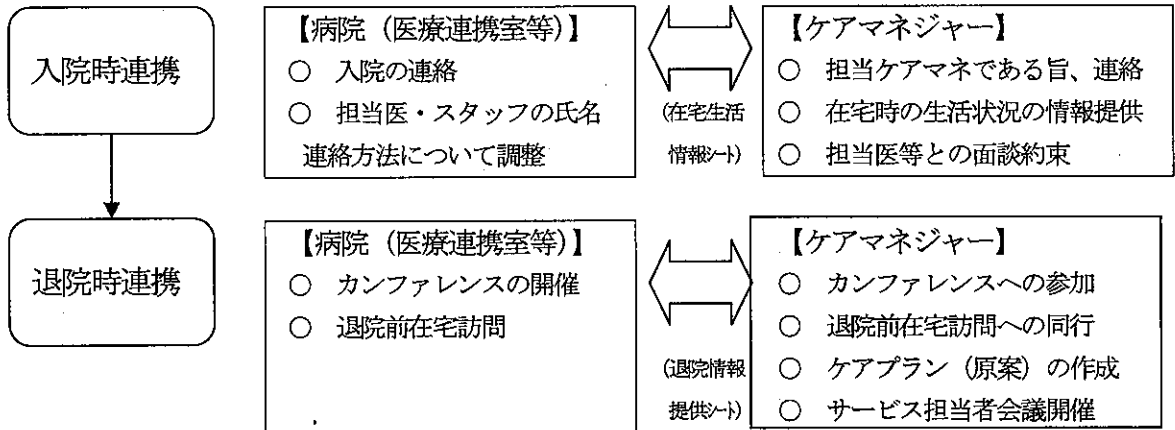 入院時連携
【病院（医療連携室等）】
○ 入院の連絡
○ 担当医・スタッフの氏名
連絡方法について調整
(在宅生活
情報シート)
【ケアマネジャー】
○ 担当ケアマネである旨、連絡
○ 在宅時の生活状況の情報提供
○ 担当医等との面談約束
退院時連携
【病院（医療連携室等）】
○ カンファレンスの開催
○ 退院前在宅訪問
(退院情報
提供シート)
【ケアマネジャー】
○ カンファレンスへの参加
○ 退院前在宅訪問への同行
○ ケアプラン（原案）の作成
○ サービス担当者会議開催